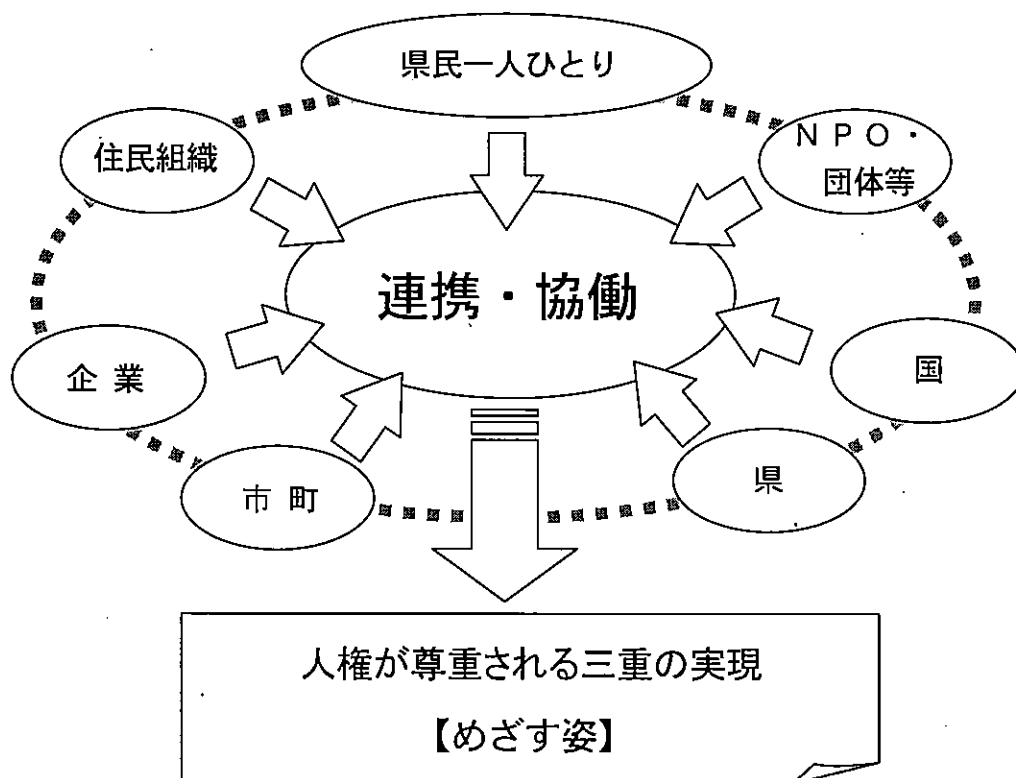 県民一人ひとり
住民組織
ＮＰＯ・
団体等
連携・協働
企 業
国
市 町
県
人権が尊重される三重の実現
【めざす姿】